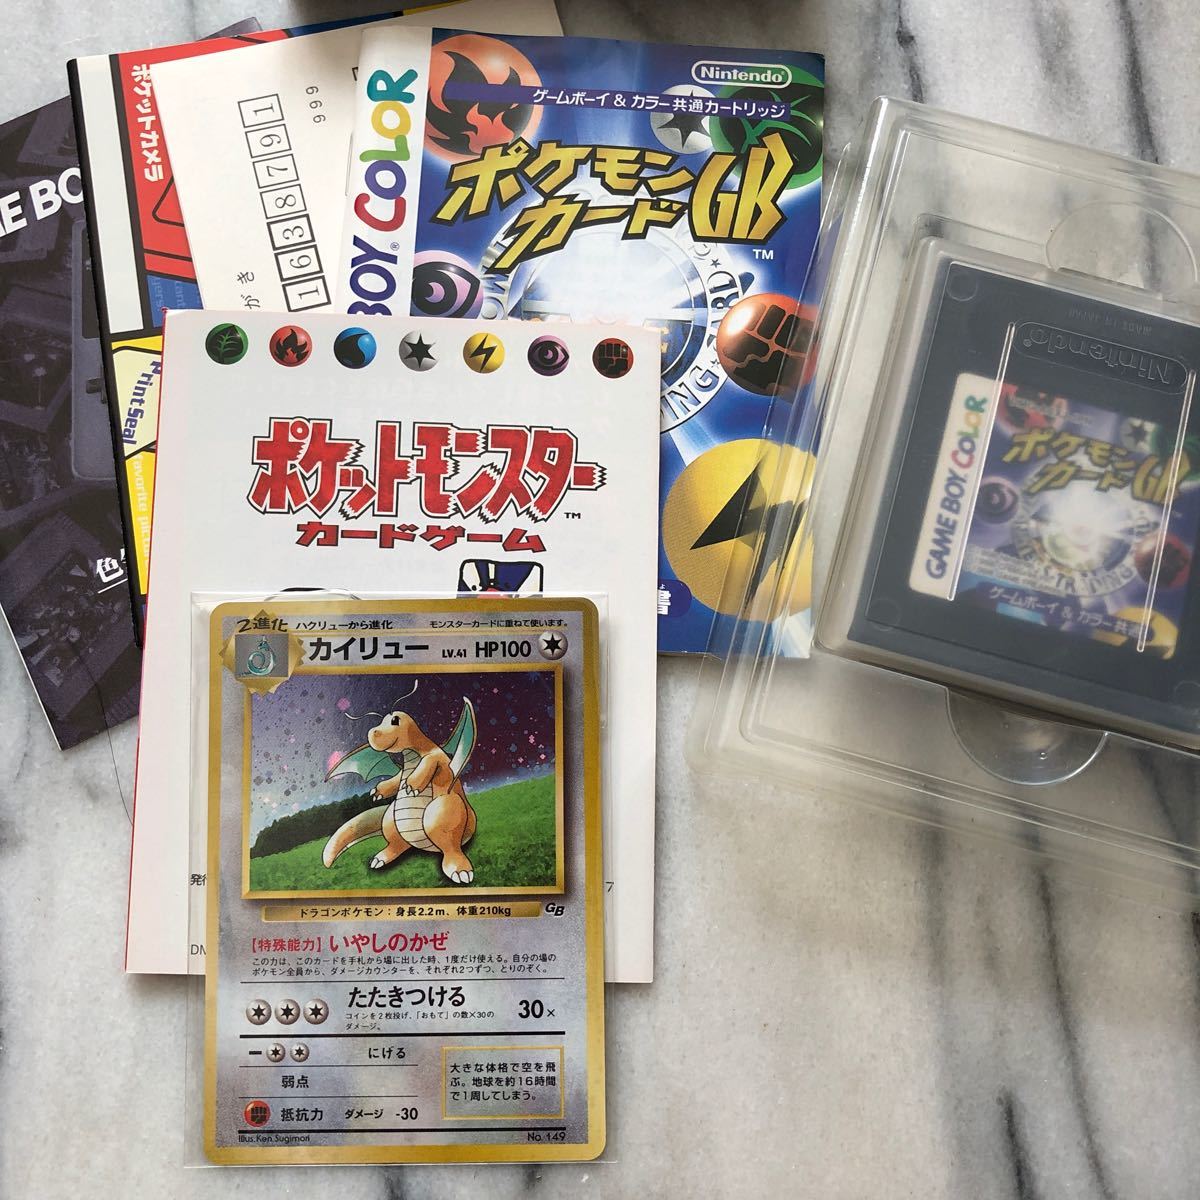 ポケットカメラ
PrintSeal
がき
1638791
999
GAME BOY COLOR
Nintendo
ゲームボーイ & カラー共通カートリッジ
ポケモン
カードGB
™
ポケットモンスター
™
カードゲーム
2進化 ハクリューから進化 モンスターカードに重ねて使います。
カイリュー LV.41 HP100
ドラゴンポケモン：身長2.2m、体重210kg
GB
【特殊能力】いやしのかぜ
この力は、このカードを手札から場に出した時、1度だけ使える。自分の場の
ポケモン全員から、ダメージカウンターを、それぞれ2つずつ、とりのぞく。
たたきつける 30×
コインを2枚投げ、「おもて」の数×30の
ダメージ。
にげる
弱点
抵抗力 ダメージ -30
大きな体格で空を飛
ぶ。地球を約16時間
で1周してしまう。
Illus. Ken Sugimori
No. 149
Nintendo
MADE IN JAPAN
GAME BOY COLOR
ポケモン
カードGB
ゲームボーイ & カラー共